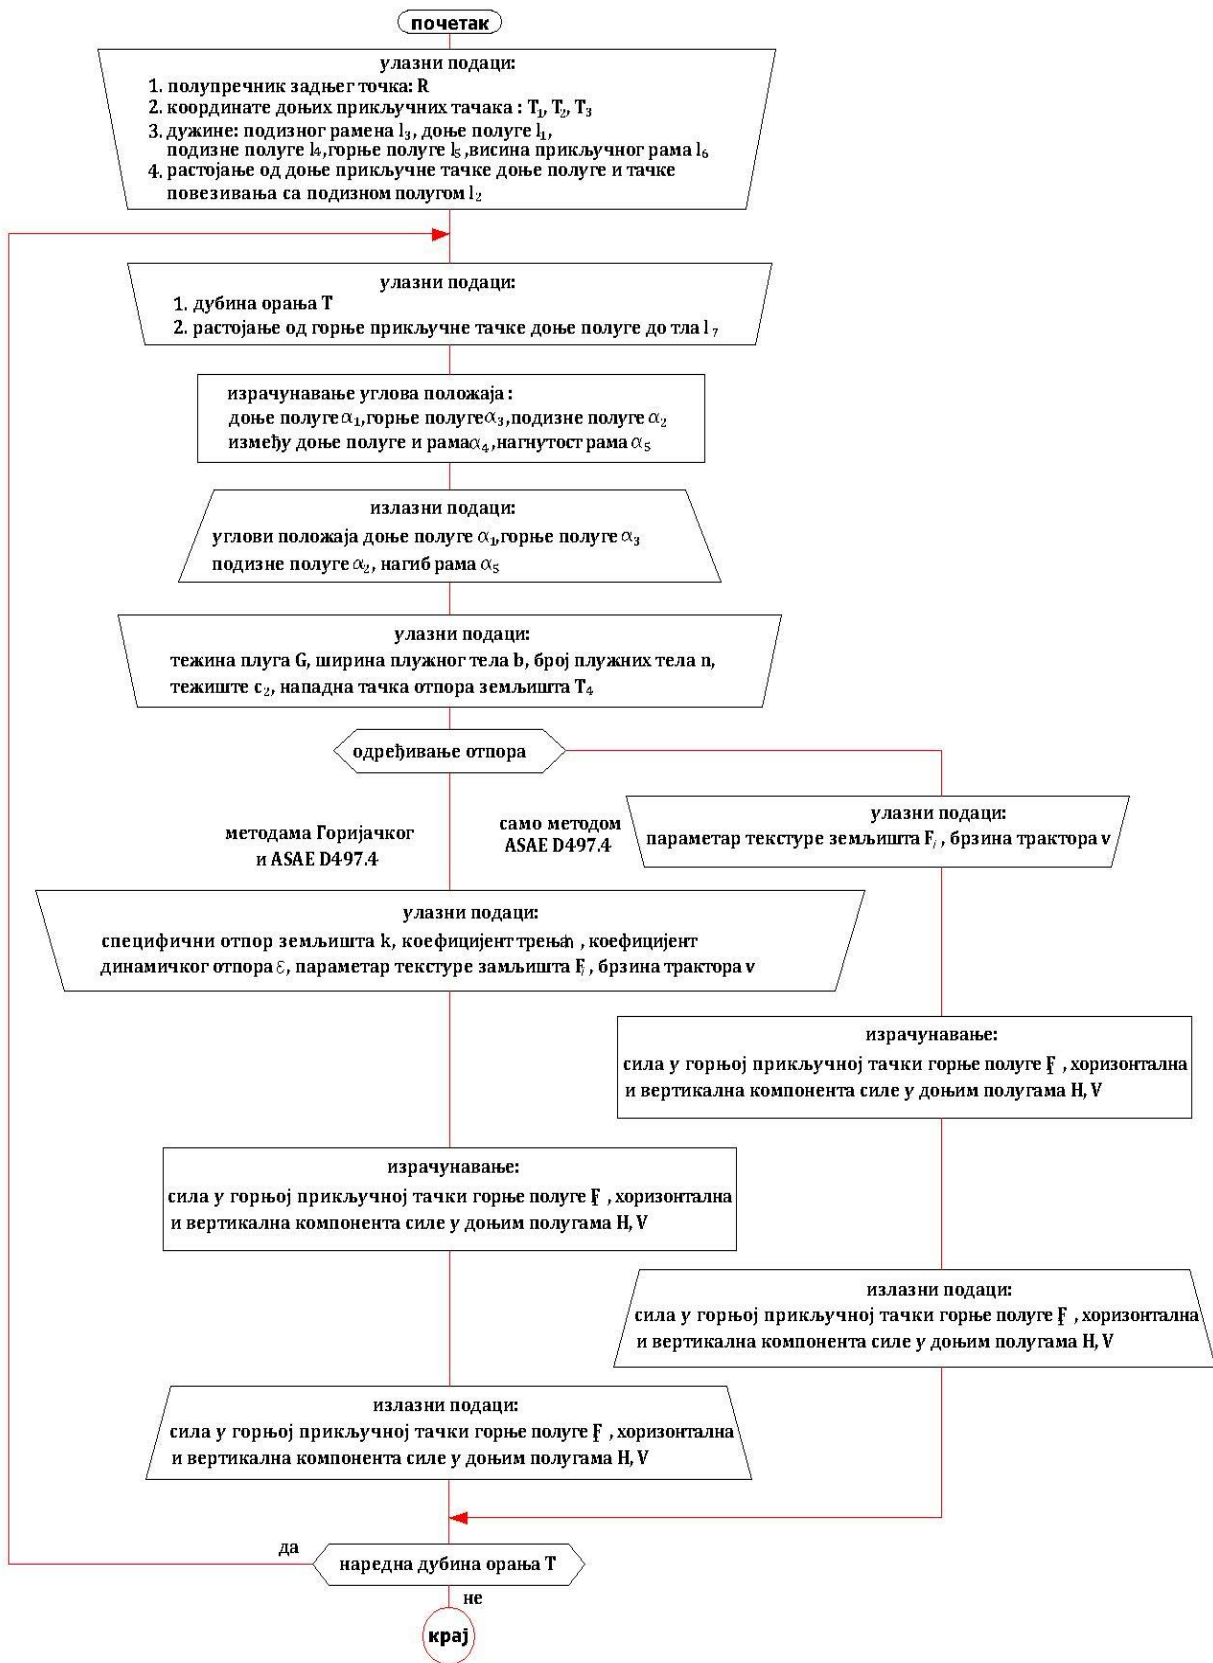 почетак
улазни подаци:
1. полупречник задњег точка: R
2. координате доњих прикључних тачака : T₁, T₂, T₃
3. дужине: подизног рамена l₃, доње полуге l₁,
подизне полуге l₄,горње полуге l₅,висина прикључног рама l₆
4. растојање од доње прикључне тачке доње полуге и тачке
повезивања са подизном полугом l₂
улазни подаци:
1. дубина орања T
2. растојање од горње прикључне тачке доње полуге до тла l₇
израчунавање углова положаја :
доње полуге α₁,горње полуге α₃,подизне полуге α₂
између доње полуге и рама α₄,нагнутост рама α₅
излазни подаци:
углови положаја доње полуге α₁,горње полуге α₃
подизне полуге α₂, нагиб рама α₅
улазни подаци:
тежина плуга G, ширина плужног тела b, број плужних тела n,
тежиште c₂, нападна тачка отпора земљишта T₄
одређивање отпора
методама Горијачког
и ASAE D497.4
само методом
ASAE D497.4
улазни подаци:
параметар текстуре земљишта Fᵢ , брзина трактора v
улазни подаци:
специфични отпор земљишта k, коефицијент трења , коефицијент
динамичког отпора ε, параметар текстуре замљишта Fᵢ , брзина трактора v
израчунавање:
сила у горњој прикључној тачки горње полуге F , хоризонтална
и вертикална компонента силе у доњим полугама H, V
израчунавање:
сила у горњој прикључној тачки горње полуге F , хоризонтална
и вертикална компонента силе у доњим полугама H, V
излазни подаци:
сила у горњој прикључној тачки горње полуге F , хоризонтална
и вертикална компонента силе у доњим полугама H, V
излазни подаци:
сила у горњој прикључној тачки горње полуге F , хоризонтална
и вертикална компонента силе у доњим полугама H, V
да
наредна дубина орања T
не
крај